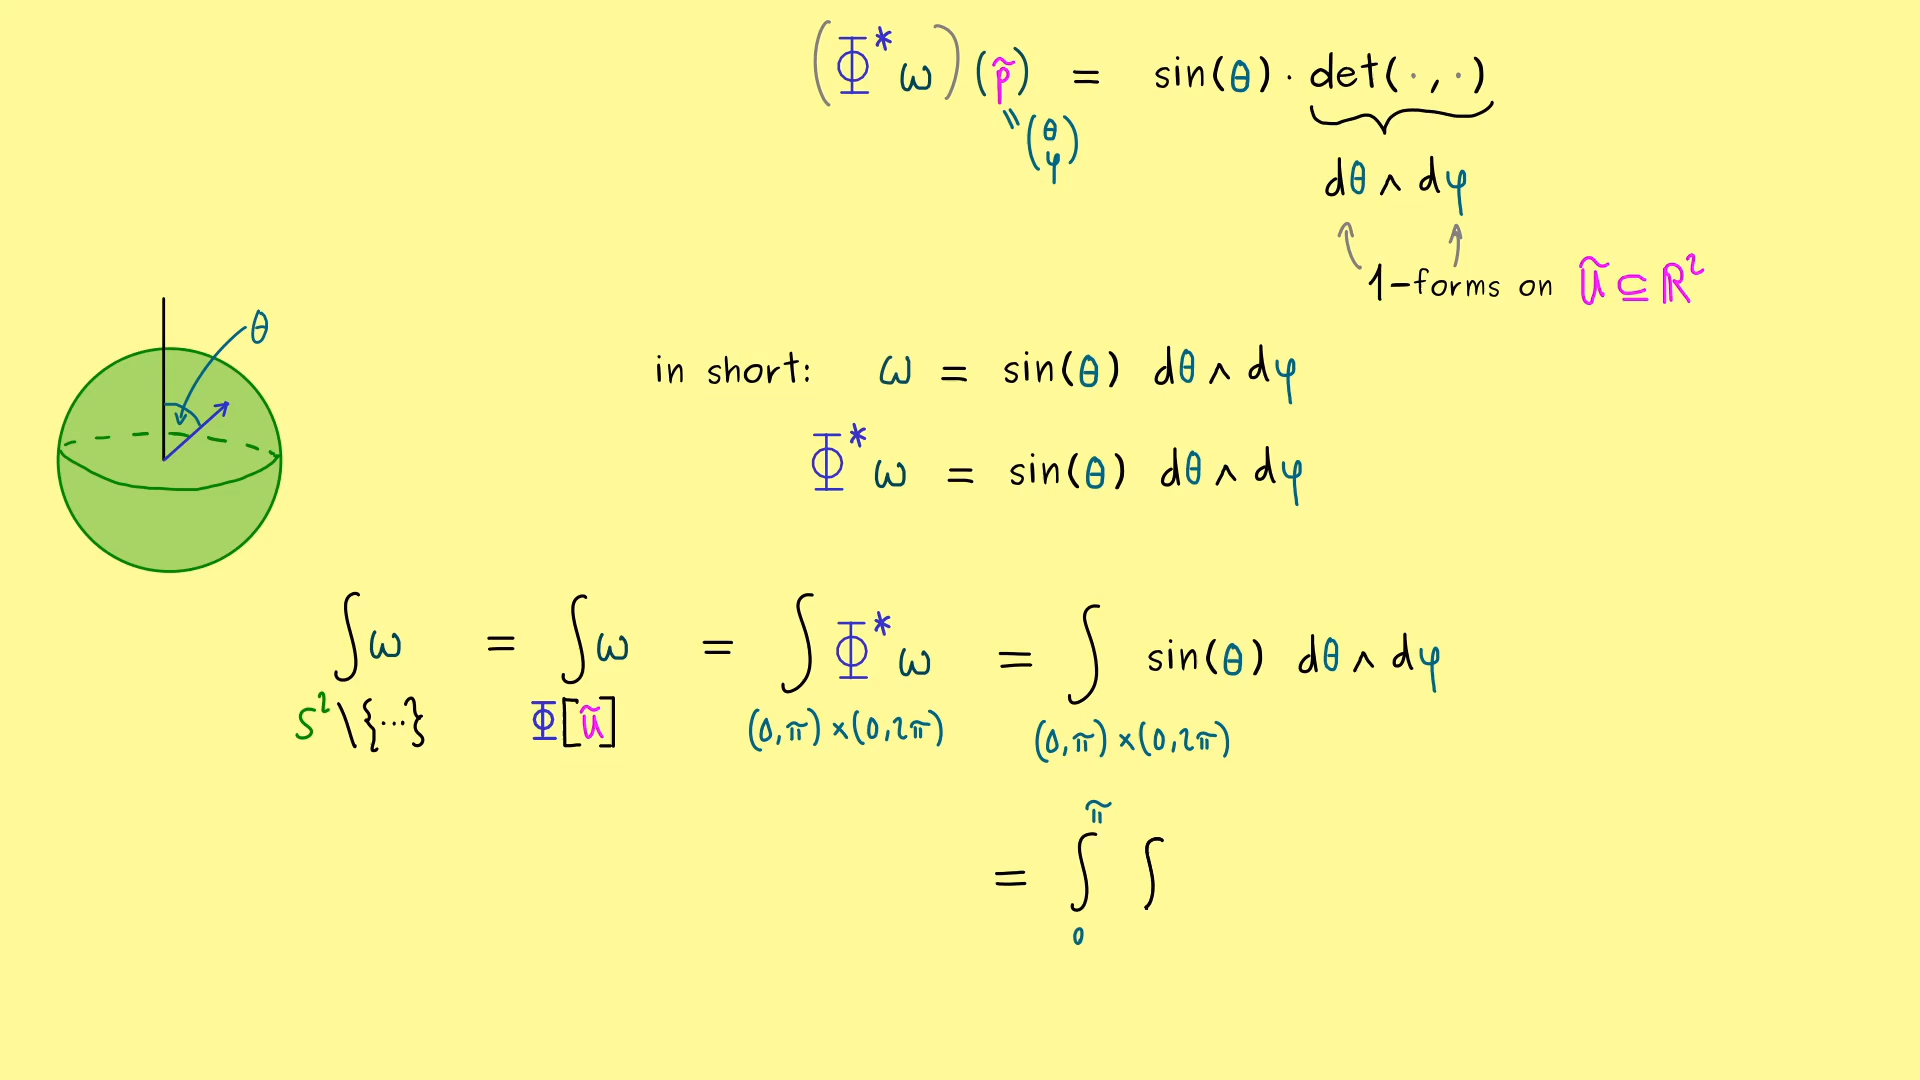 (Φ*ω)(p̃) = sin(θ) · det(· , ·)
= (θ φ)
dθ ∧ dφ
1-forms on Ũ ⊆ ℝ²
θ
in short: ω = sin(θ) dθ ∧ dφ
Φ*ω = sin(θ) dθ ∧ dφ
∫ω = ∫ω = ∫Φ*ω = ∫ sin(θ) dθ ∧ dφ
S²\{...} Φ[Ũ] (0,π)×(0,2π) (0,π)×(0,2π)
π
= ∫ ∫
0